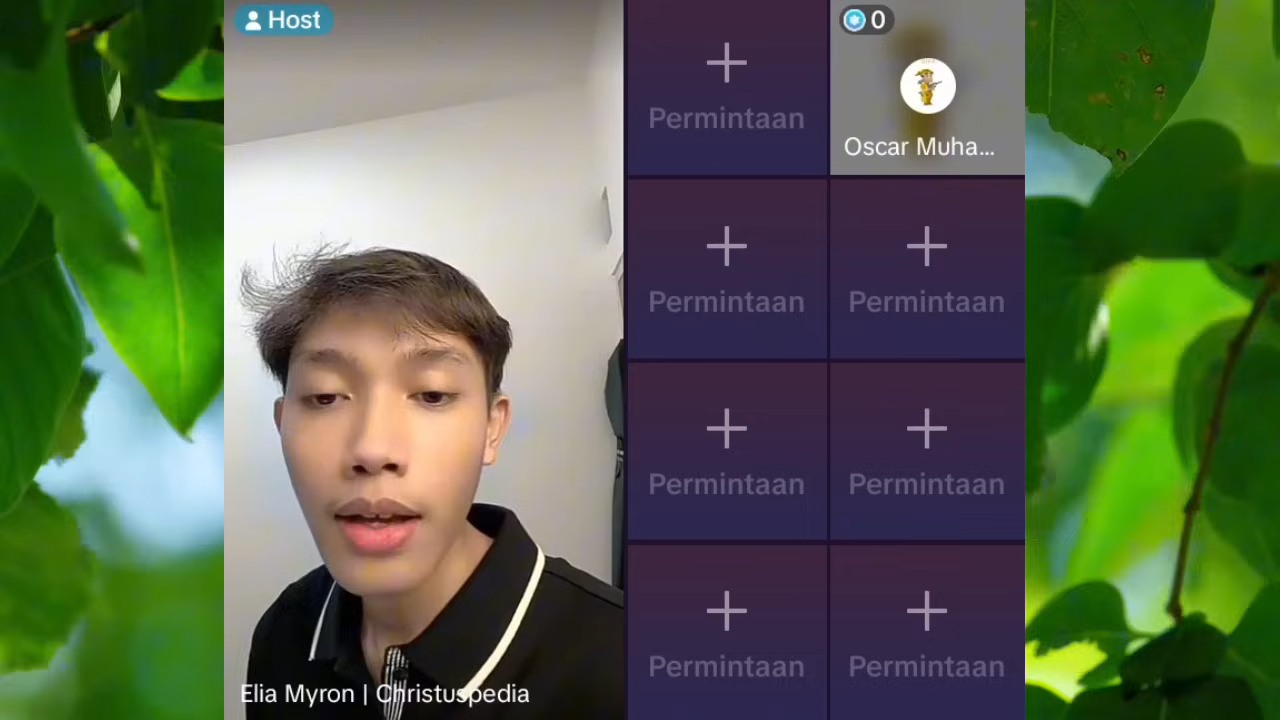 Host
Permintaan
0
Oscar Muha...
Permintaan
Permintaan
Permintaan
Permintaan
Permintaan
Permintaan
Elia Myron | Christuspedia